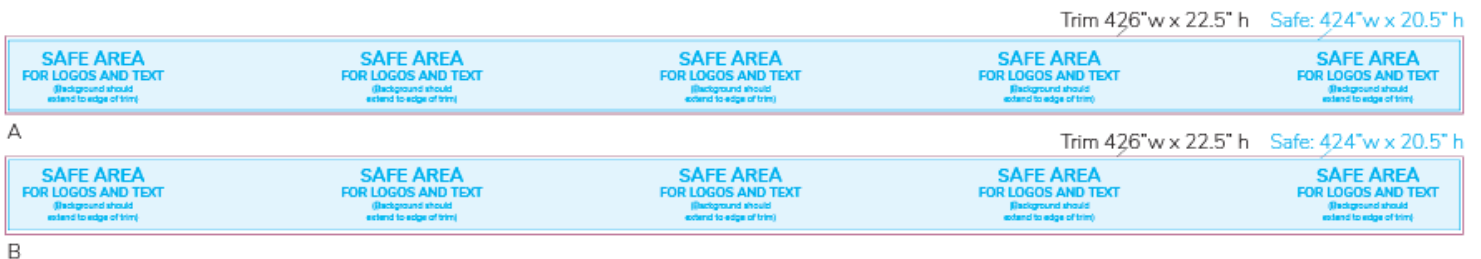 Trim 426"w x 22.5" h Safe: 424"w x 20.5" h
SAFE AREA SAFE AREA SAFE AREA SAFE AREA SAFE AREA
FOR LOGOS AND TEXT FOR LOGOS AND TEXT FOR LOGOS AND TEXT FOR LOGOS AND TEXT FOR LOGOS AND TEXT
(Background should (Background should (Background should (Background should (Background should
extend to edge of trim) extend to edge of trim) extend to edge of trim) extend to edge of trim) extend to edge of trim)
A
Trim 426"w x 22.5" h Safe: 424"w x 20.5" h
SAFE AREA SAFE AREA SAFE AREA SAFE AREA SAFE AREA
FOR LOGOS AND TEXT FOR LOGOS AND TEXT FOR LOGOS AND TEXT FOR LOGOS AND TEXT FOR LOGOS AND TEXT
(Background should (Background should (Background should (Background should (Background should
extend to edge of trim) extend to edge of trim) extend to edge of trim) extend to edge of trim) extend to edge of trim)
B